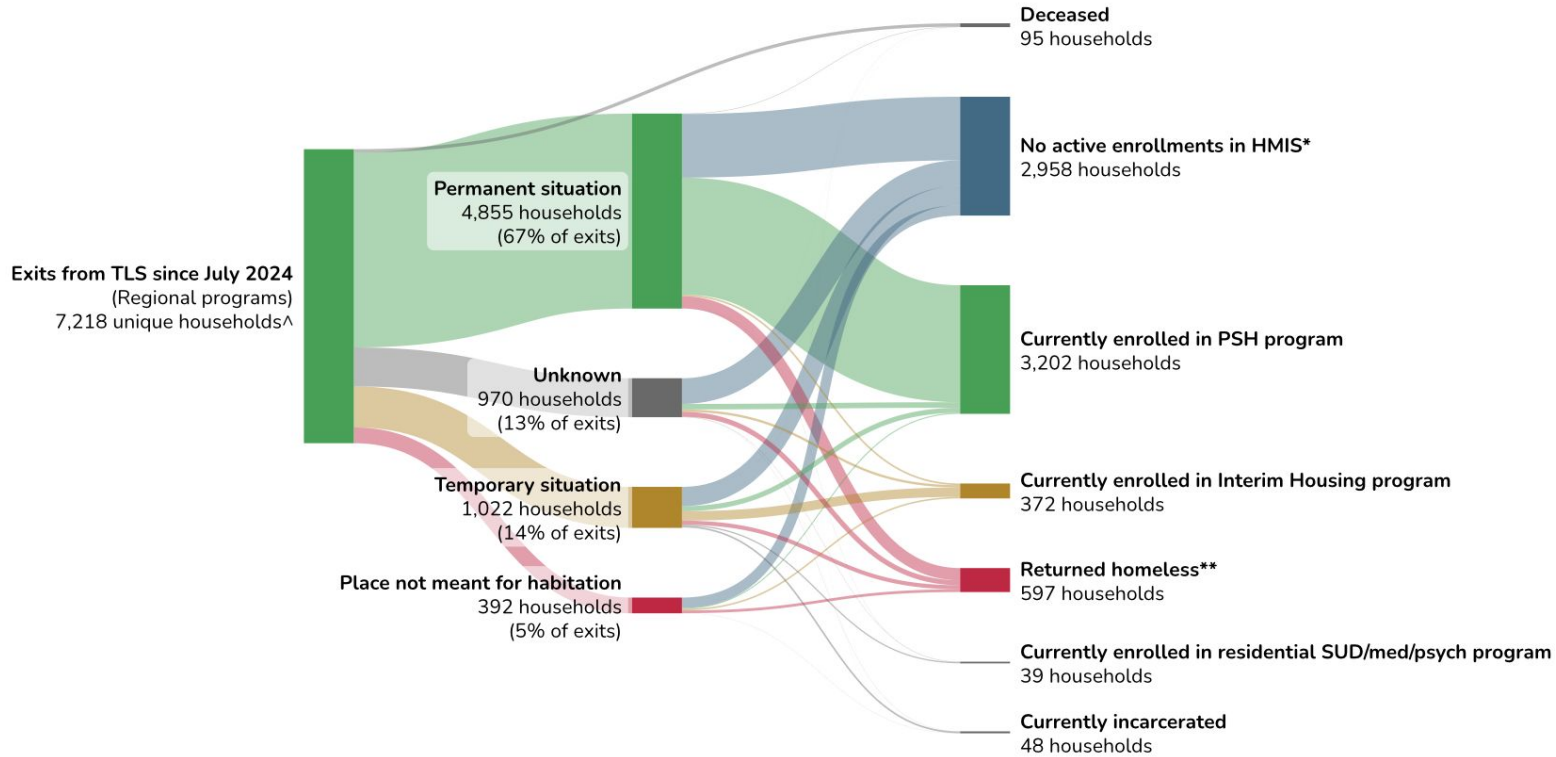 Exits from TLS since July 2024
(Regional programs)
7,218 unique households^
Permanent situation
4,855 households
(67% of exits)
Unknown
970 households
(13% of exits)
Temporary situation
1,022 households
(14% of exits)
Place not meant for habitation
392 households
(5% of exits)
Deceased
95 households
No active enrollments in HMIS*
2,958 households
Currently enrolled in PSH program
3,202 households
Currently enrolled in Interim Housing program
372 households
Returned homeless**
597 households
Currently enrolled in residential SUD/med/psych program
39 households
Currently incarcerated
48 households